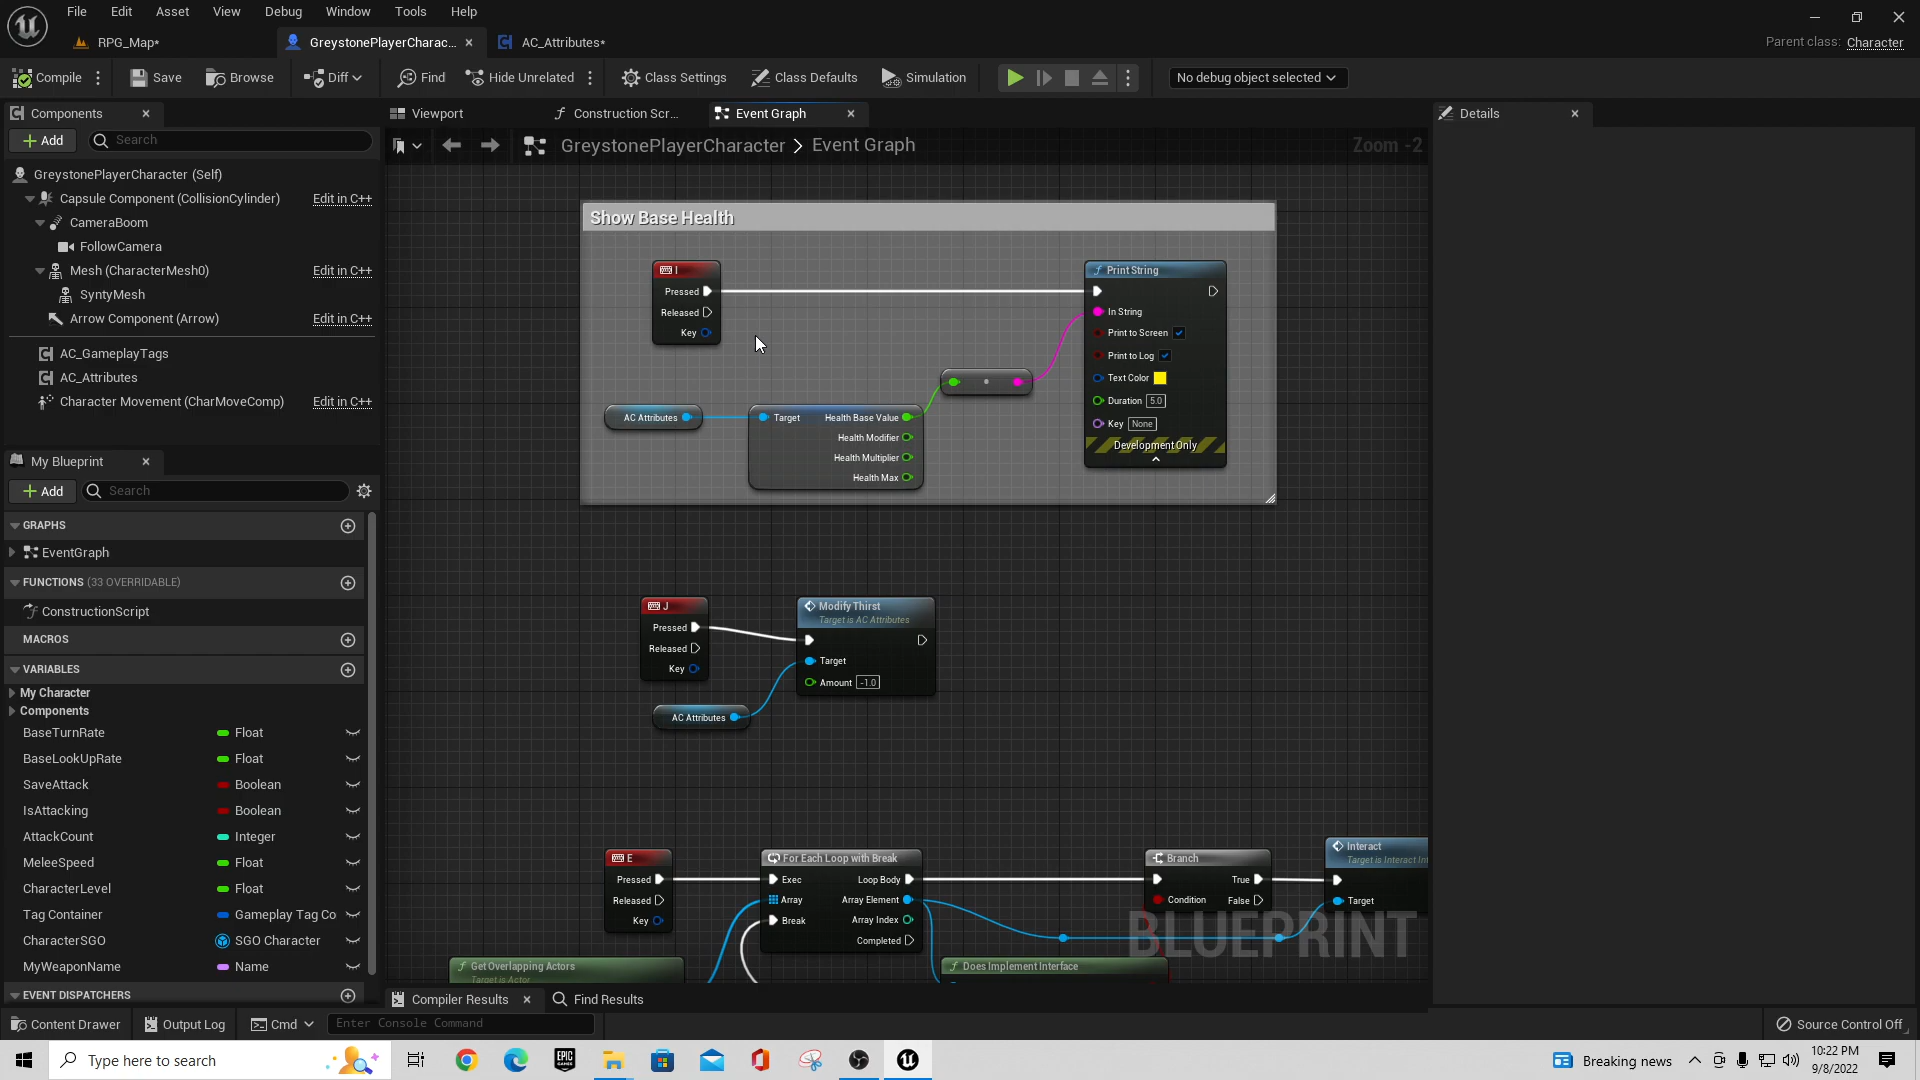 File Edit Asset View Debug Window Tools Help
RPG_Map* GreystonePlayerCharac... AC_Attributes*
Parent class: Character
Compile Save Browse Diff Find Hide Unrelated Class Settings Class Defaults Simulation No debug object selected
Components
Add Search
GreystonePlayerCharacter (Self)
Capsule Component (CollisionCylinder) Edit in C++
CameraBoom
FollowCamera
Mesh (CharacterMesh0) Edit in C++
SyntyMesh
Arrow Component (Arrow) Edit in C++
AC_GameplayTags
AC_Attributes
Character Movement (CharMoveComp) Edit in C++
My Blueprint
Add Search
GRAPHS
EventGraph
FUNCTIONS (33 OVERRIDABLE)
ConstructionScript
MACROS
VARIABLES
My Character
Components
BaseTurnRate Float
BaseLookUpRate Float
SaveAttack Boolean
IsAttacking Boolean
AttackCount Integer
MeleeSpeed Float
CharacterLevel Float
Tag Container Gameplay Tag Co
CharacterSGO SGO Character
MyWeaponName Name
EVENT DISPATCHERS
Viewport Construction Scr... Event Graph
GreystonePlayerCharacter > Event Graph
Zoom -2
Show Base Health
I
Pressed
Released
Key
Print String
In String
Print to Screen
Print to Log
Text Color
Duration 5.0
Key None
Development Only
AC Attributes
Target Health Base Value
Health Modifier
Health Multiplier
Health Max
J
Pressed
Released
Key
Modify Thirst
Target is AC Attributes
Target
Amount -1.0
AC Attributes
E
Pressed
Released
Key
For Each Loop with Break
Exec Loop Body
Array Array Element
Break Array Index
Completed
Branch
True
Condition False
Interact
Target is Interact In
Target
Get Overlapping Actors
Target is Actor
Does Implement Interface
BLUEPRINT
Details
Compiler Results Find Results
Content Drawer Output Log Cmd Enter Console Command
Source Control Off
Type here to search
EPIC GAMES
Breaking news
10:22 PM
9/8/2022